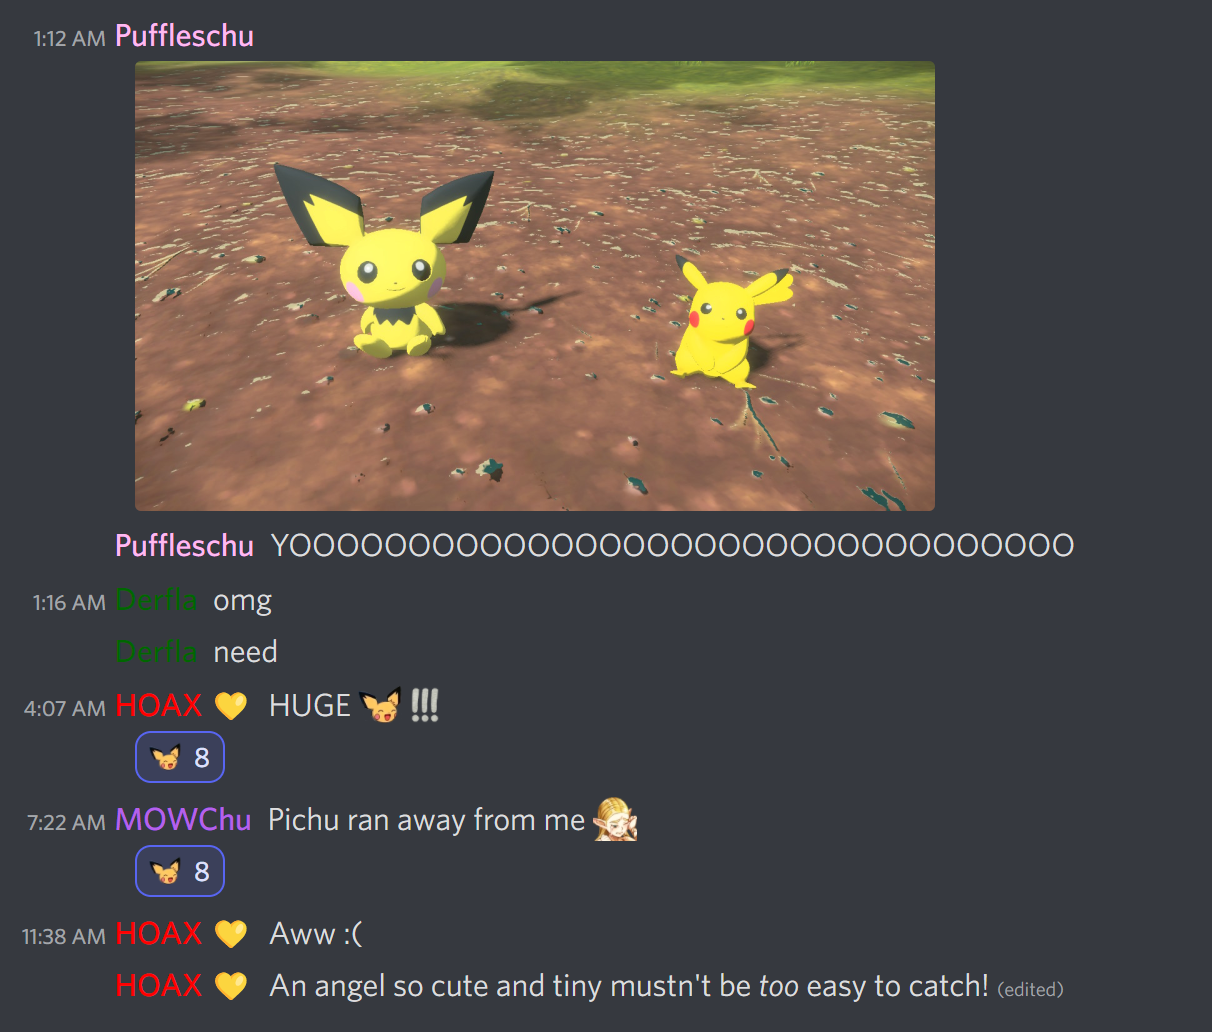 1:12 AM Puffleschu
Puffleschu YOOOOOOOOOOOOOOOOOOOOOOOOOOOOOOOOO
1:16 AM Derfla omg
Derfla need
4:07 AM HOAX 💛 HUGE !!!
8
7:22 AM MOWChu Pichu ran away from me
8
11:38 AM HOAX 💛 Aww :(
HOAX 💛 An angel so cute and tiny mustn't be too easy to catch! (edited)